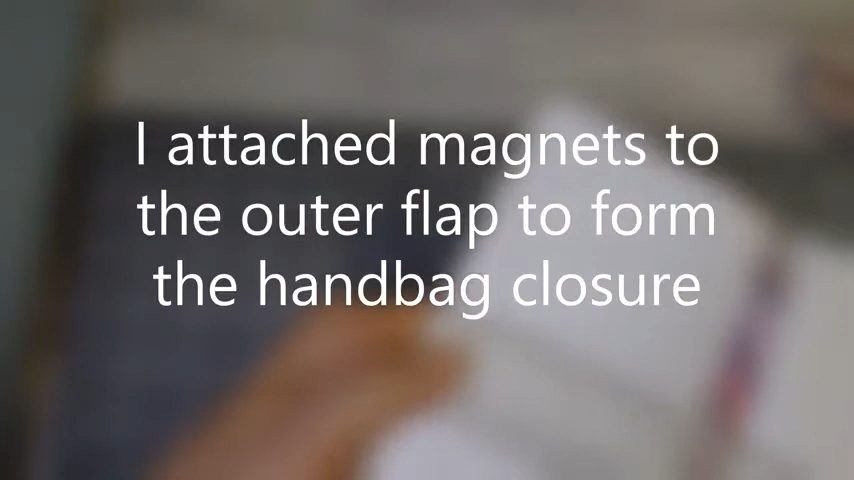 I attached magnets to
the outer flap to form
the handbag closure